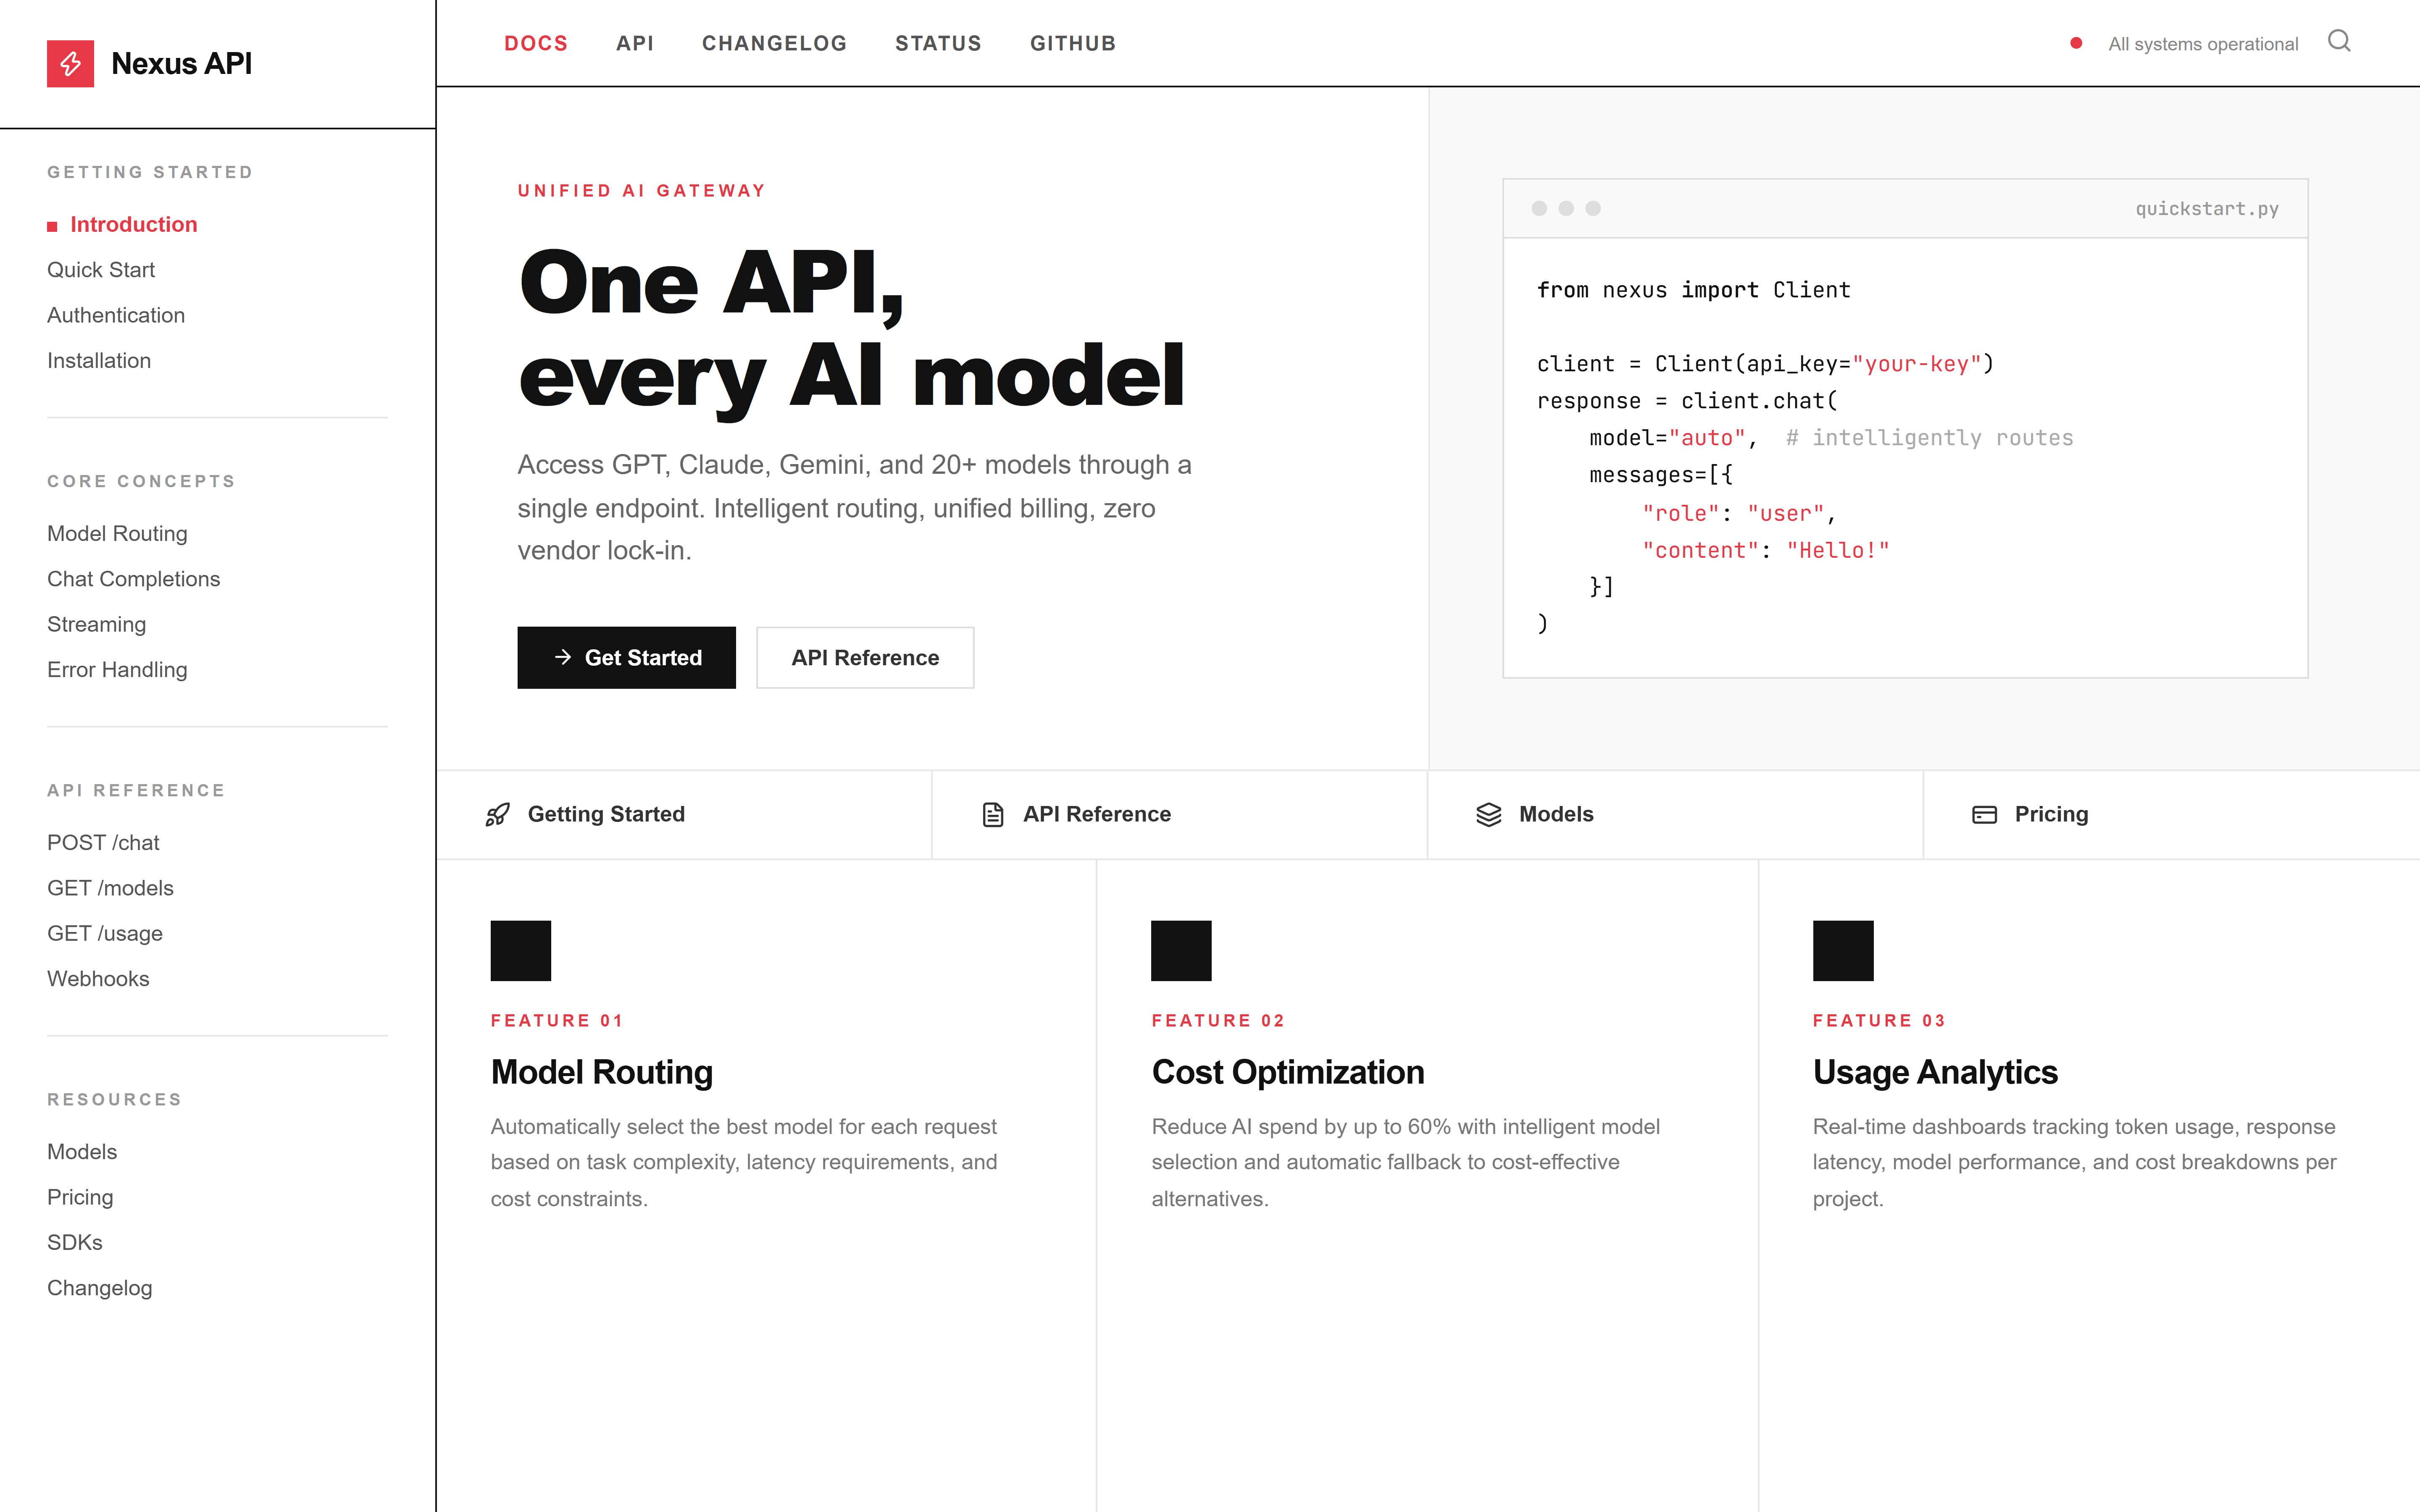 Nexus API
GETTING STARTED
Introduction
Quick Start
Authentication
Installation
CORE CONCEPTS
Model Routing
Chat Completions
Streaming
Error Handling
API REFERENCE
POST /chat
GET /models
GET /usage
Webhooks
RESOURCES
Models
Pricing
SDKs
Changelog
DOCS API CHANGELOG STATUS GITHUB
All systems operational
UNIFIED AI GATEWAY
One API,
every AI model
Access GPT, Claude, Gemini, and 20+ models through a
single endpoint. Intelligent routing, unified billing, zero
vendor lock-in.
Get Started
API Reference
quickstart.py
from nexus import Client
client = Client(api_key="your-key")
response = client.chat(
    model="auto",  # intelligently routes
    messages=[{
        "role": "user",
        "content": "Hello!"
    }]
)
Getting Started
API Reference
Models
Pricing
FEATURE 01
Model Routing
Automatically select the best model for each request
based on task complexity, latency requirements, and
cost constraints.
FEATURE 02
Cost Optimization
Reduce AI spend by up to 60% with intelligent model
selection and automatic fallback to cost-effective
alternatives.
FEATURE 03
Usage Analytics
Real-time dashboards tracking token usage, response
latency, model performance, and cost breakdowns per
project.